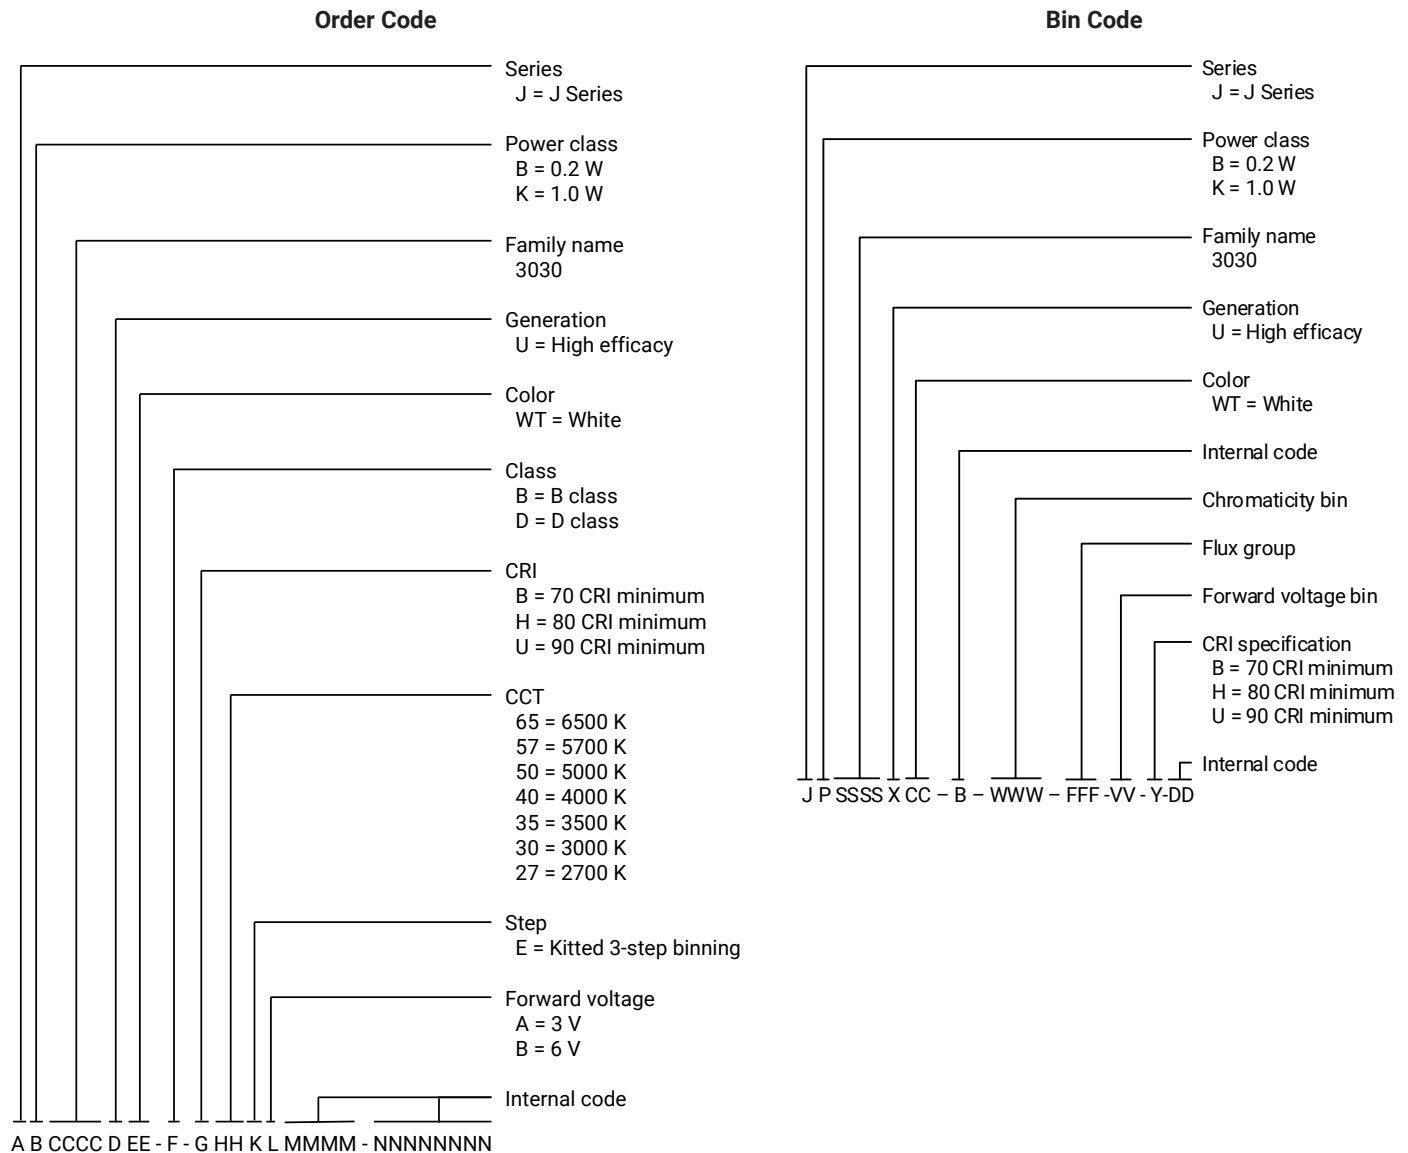 Order Code
Series
J = J Series
Power class
B = 0.2 W
K = 1.0 W
Family name
3030
Generation
U = High efficacy
Color
WT = White
Class
B = B class
D = D class
CRI
B = 70 CRI minimum
H = 80 CRI minimum
U = 90 CRI minimum
CCT
65 = 6500 K
57 = 5700 K
50 = 5000 K
40 = 4000 K
35 = 3500 K
30 = 3000 K
27 = 2700 K
Step
E = Kitted 3-step binning
Forward voltage
A = 3 V
B = 6 V
Internal code
A B CCCC D EE - F - G HH K L MMMM - NNNNNNNN
Bin Code
Series
J = J Series
Power class
B = 0.2 W
K = 1.0 W
Family name
3030
Generation
U = High efficacy
Color
WT = White
Internal code
Chromaticity bin
Flux group
Forward voltage bin
CRI specification
B = 70 CRI minimum
H = 80 CRI minimum
U = 90 CRI minimum
Internal code
J P SSSS X CC – B – WWW – FFF -VV - Y-DD